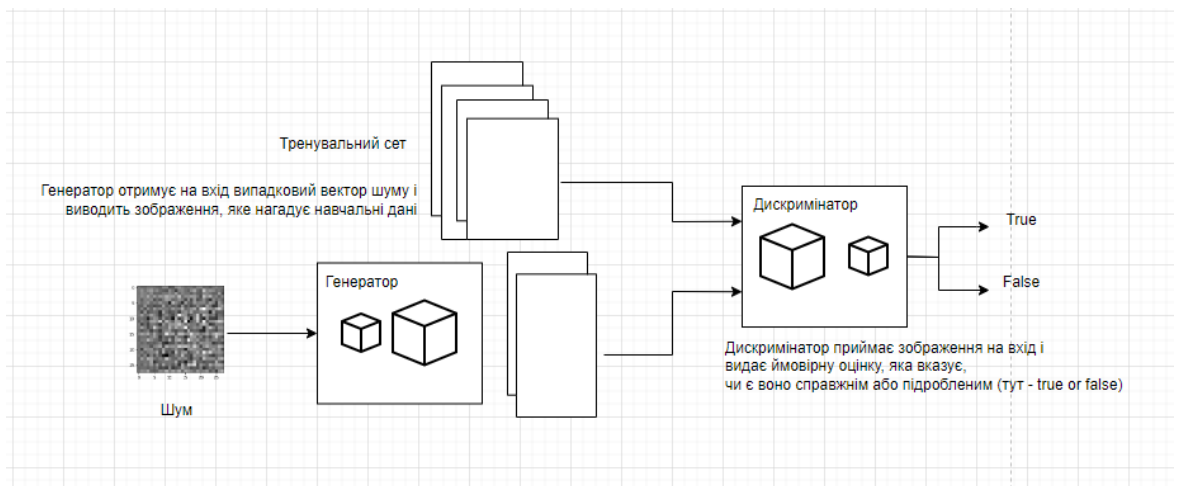 Тренувальний сет
Генератор отримує на вхід випадковий вектор шуму і
виводить зображення, яке нагадує навчальні дані
Шум
Генератор
Дискримінатор
True
False
Дискримінатор приймає зображення на вхід і
видає ймовірну оцінку, яка вказує,
чи є воно справжнім або підробленим (тут - true or false)